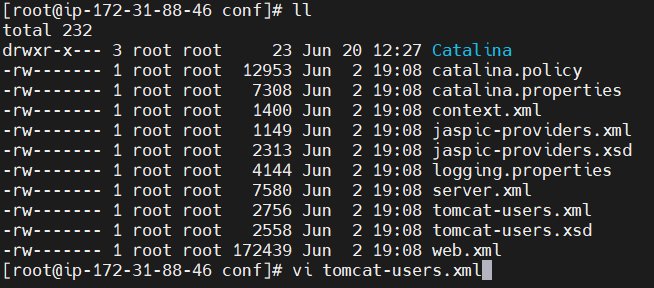 [root@ip-172-31-88-46 conf]# ll
total 232
drwxr-x--- 3 root root     23 Jun 20 12:27 Catalina
-rw------- 1 root root  12953 Jun  2 19:08 catalina.policy
-rw------- 1 root root   7308 Jun  2 19:08 catalina.properties
-rw------- 1 root root   1400 Jun  2 19:08 context.xml
-rw------- 1 root root   1149 Jun  2 19:08 jaspic-providers.xml
-rw------- 1 root root   2313 Jun  2 19:08 jaspic-providers.xsd
-rw------- 1 root root   4144 Jun  2 19:08 logging.properties
-rw------- 1 root root   7580 Jun  2 19:08 server.xml
-rw------- 1 root root   2756 Jun  2 19:08 tomcat-users.xml
-rw------- 1 root root   2558 Jun  2 19:08 tomcat-users.xsd
-rw------- 1 root root 172439 Jun  2 19:08 web.xml
[root@ip-172-31-88-46 conf]# vi tomcat-users.xml